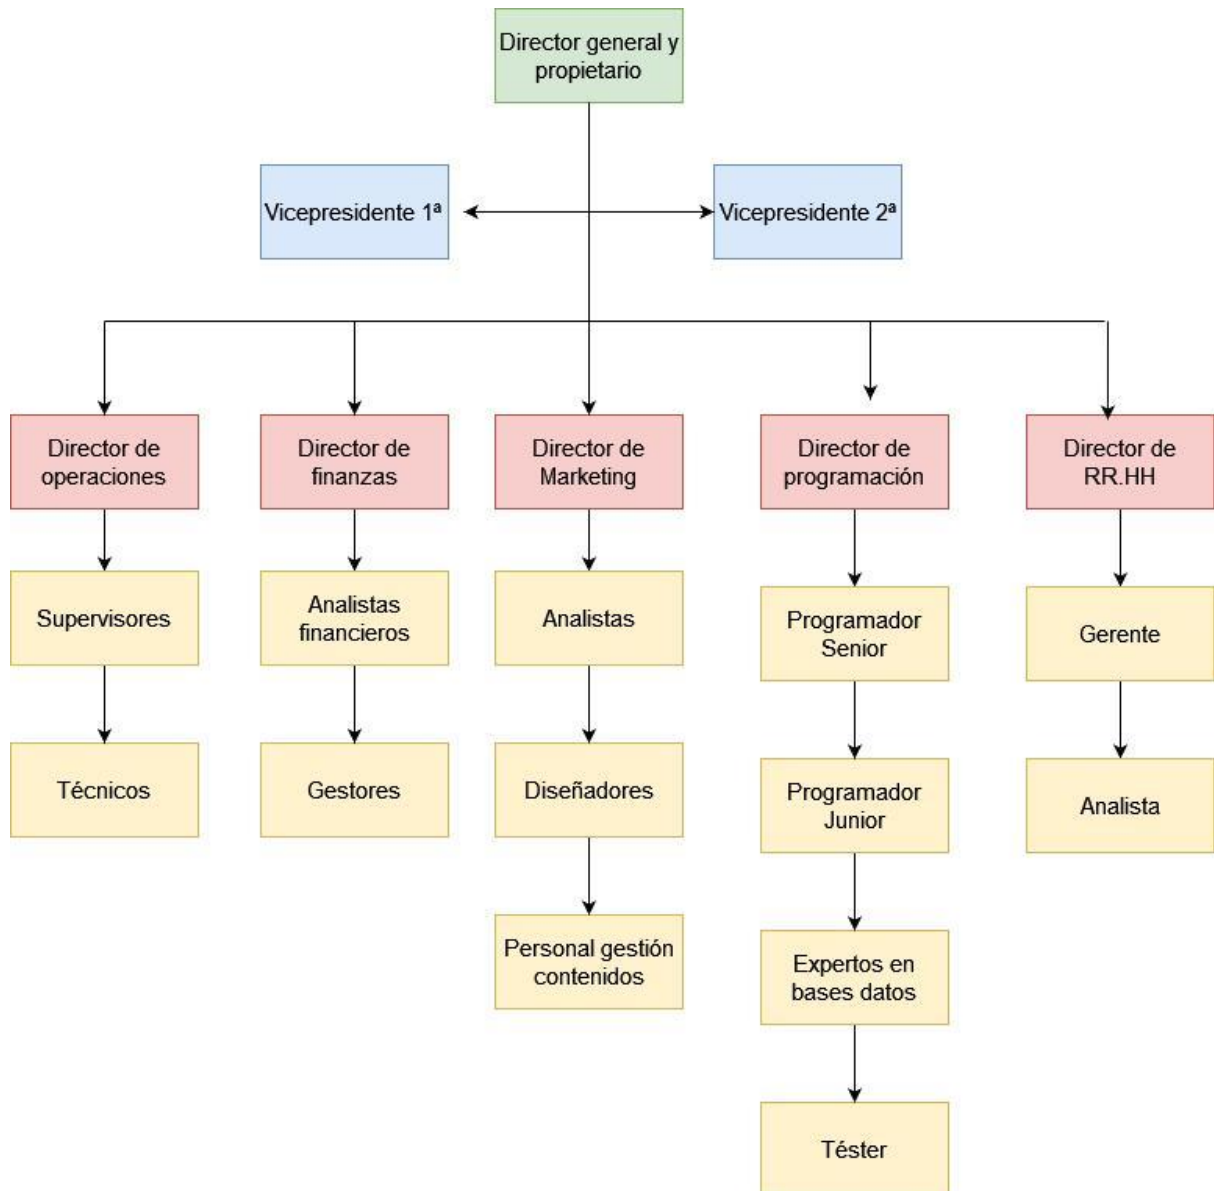 Director general y
propietario
Vicepresidente 1ª
Vicepresidente 2ª
Director de
operaciones
Director de
finanzas
Director de
Marketing
Director de
programación
Director de
RR.HH
Supervisores
Analistas
financieros
Analistas
Programador
Senior
Gerente
Técnicos
Gestores
Diseñadores
Programador
Junior
Analista
Personal gestión
contenidos
Expertos en
bases datos
Téster